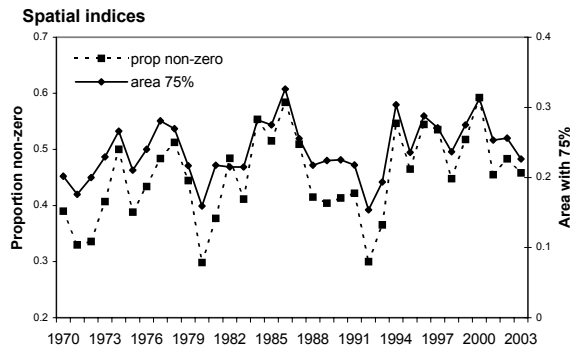 Spatial indices
0.7
0.6
0.5
0.4
0.3
0.2
Proportion non-zero
prop non-zero
area 75%
0.4
0.3
0.2
0.1
0
Area with 75%
1970 1973 1976 1979 1982 1985 1988 1991 1994 1997 2000 2003